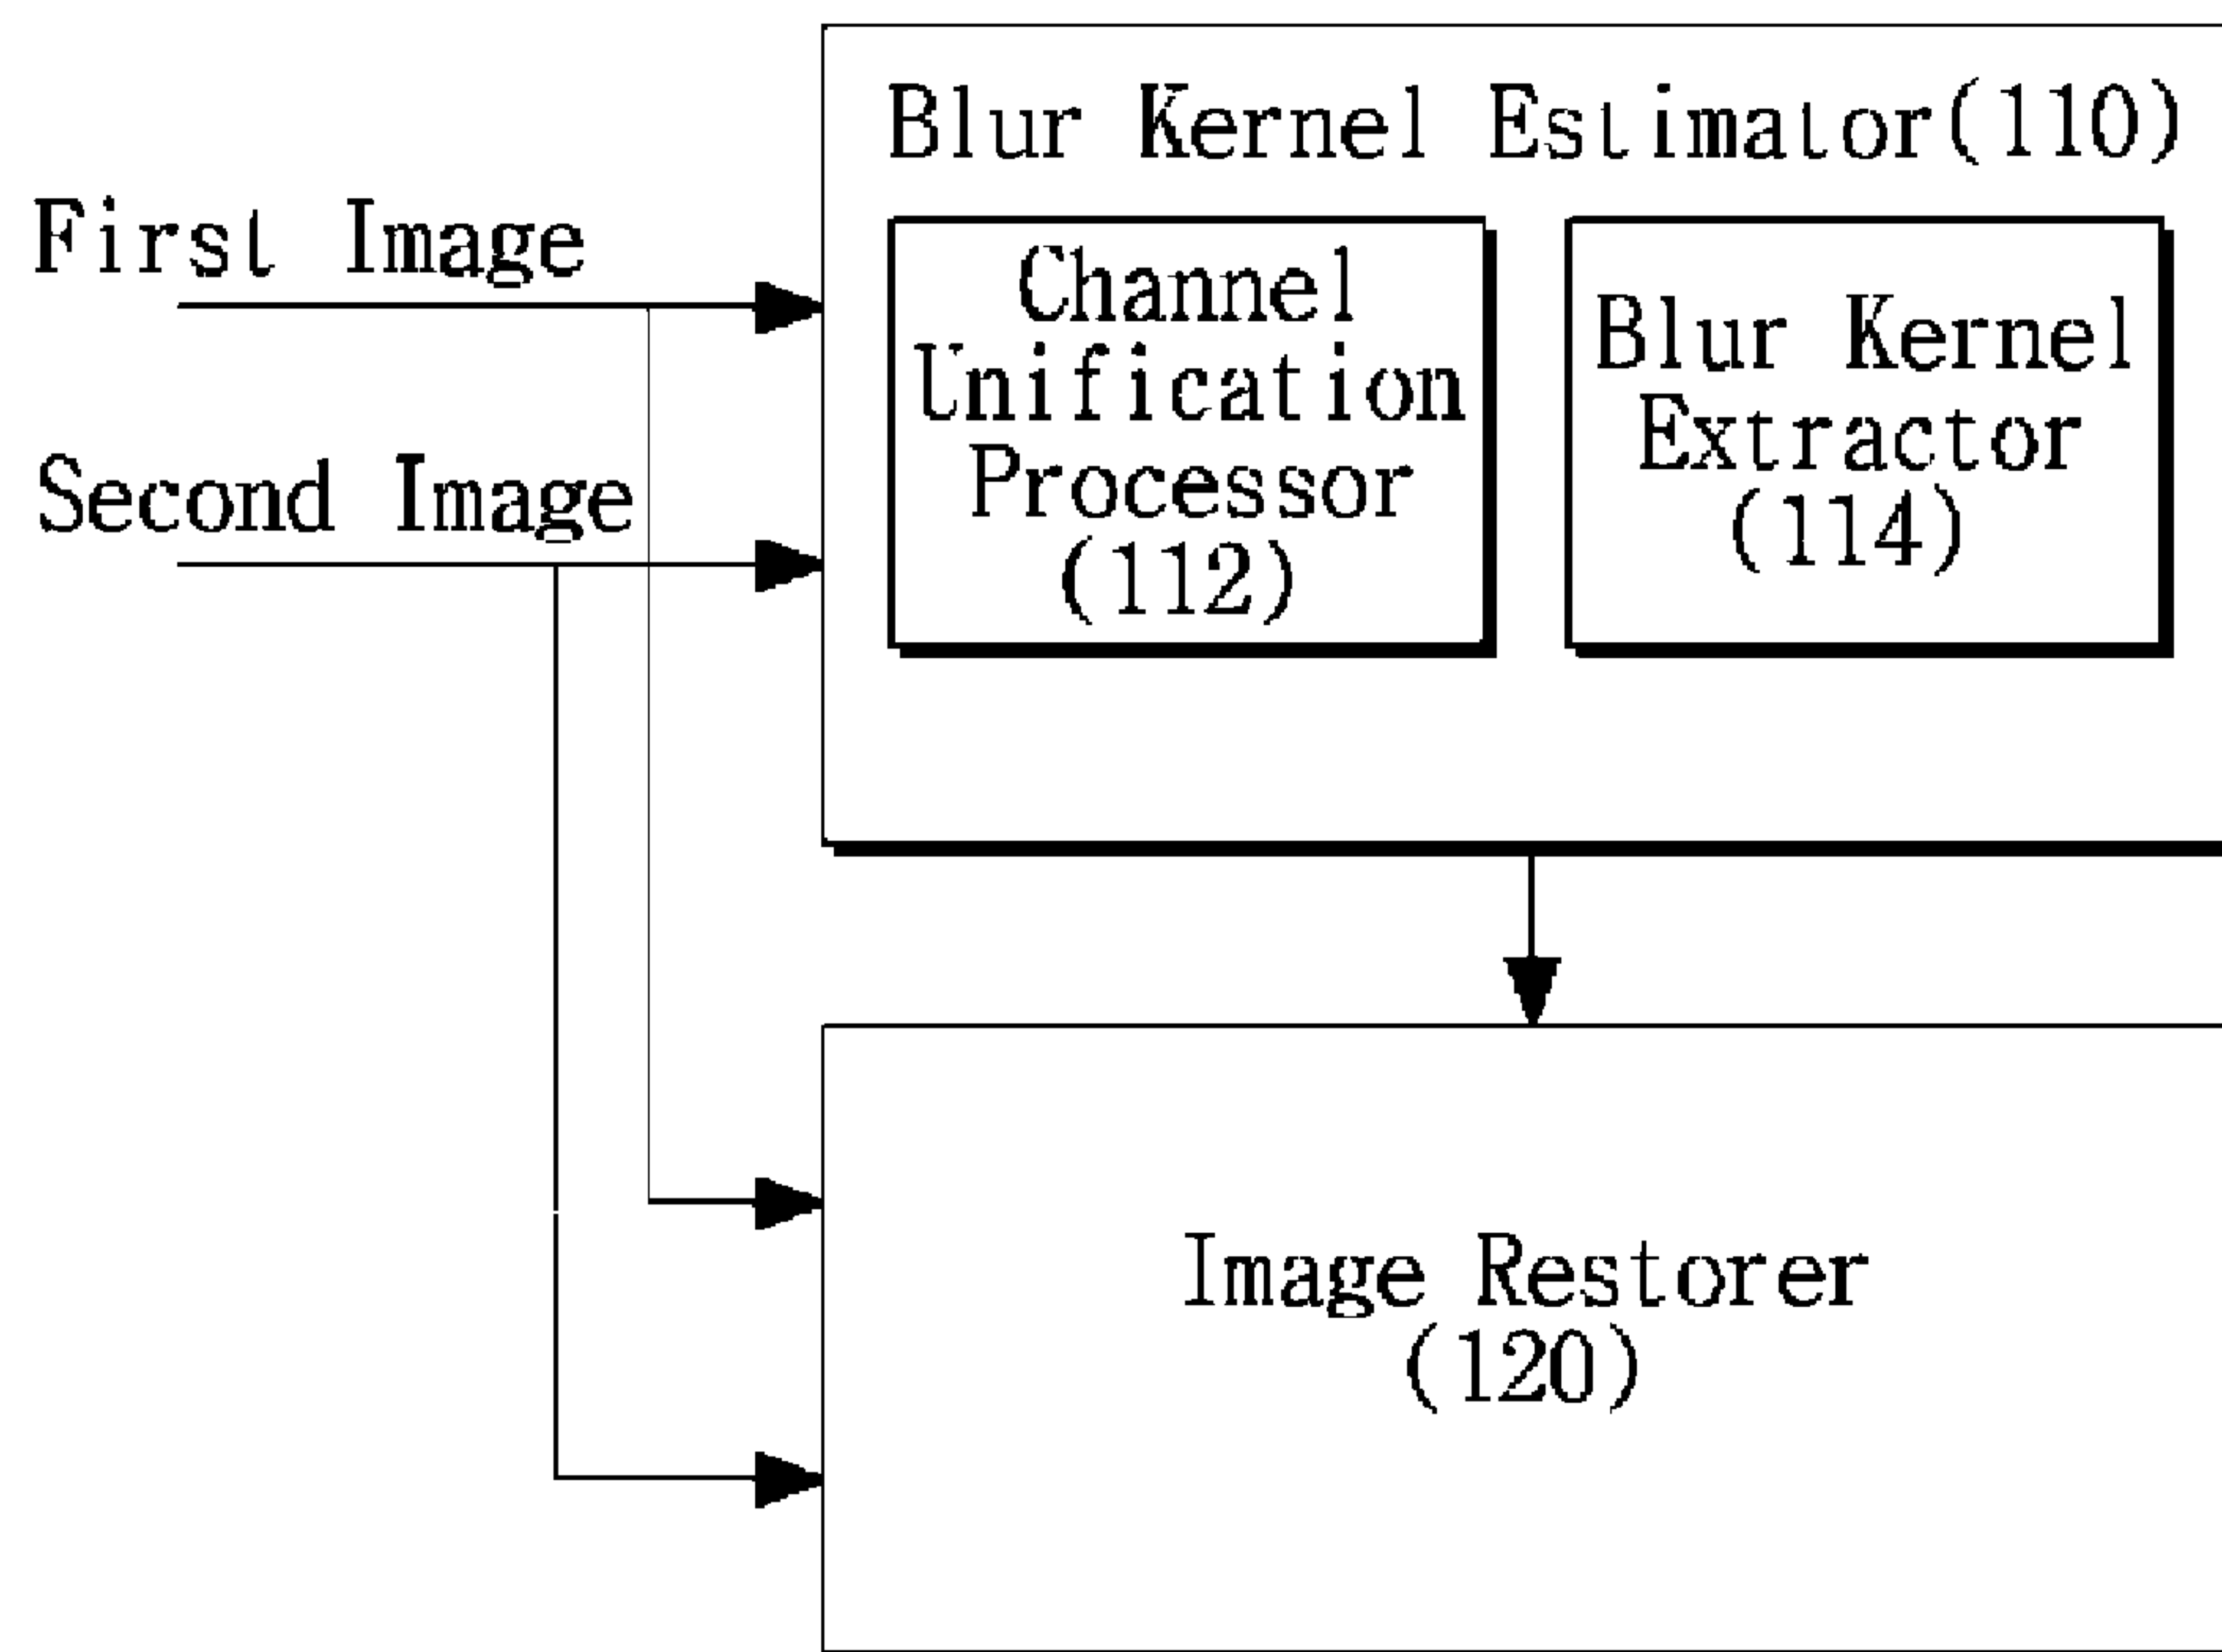 Blur Kernel Estimator(110)
First Image
Second Image
Channel
Unification
Processor
(112)
Blur Kernel
Extractor
(114)
Image Restorer
(120)